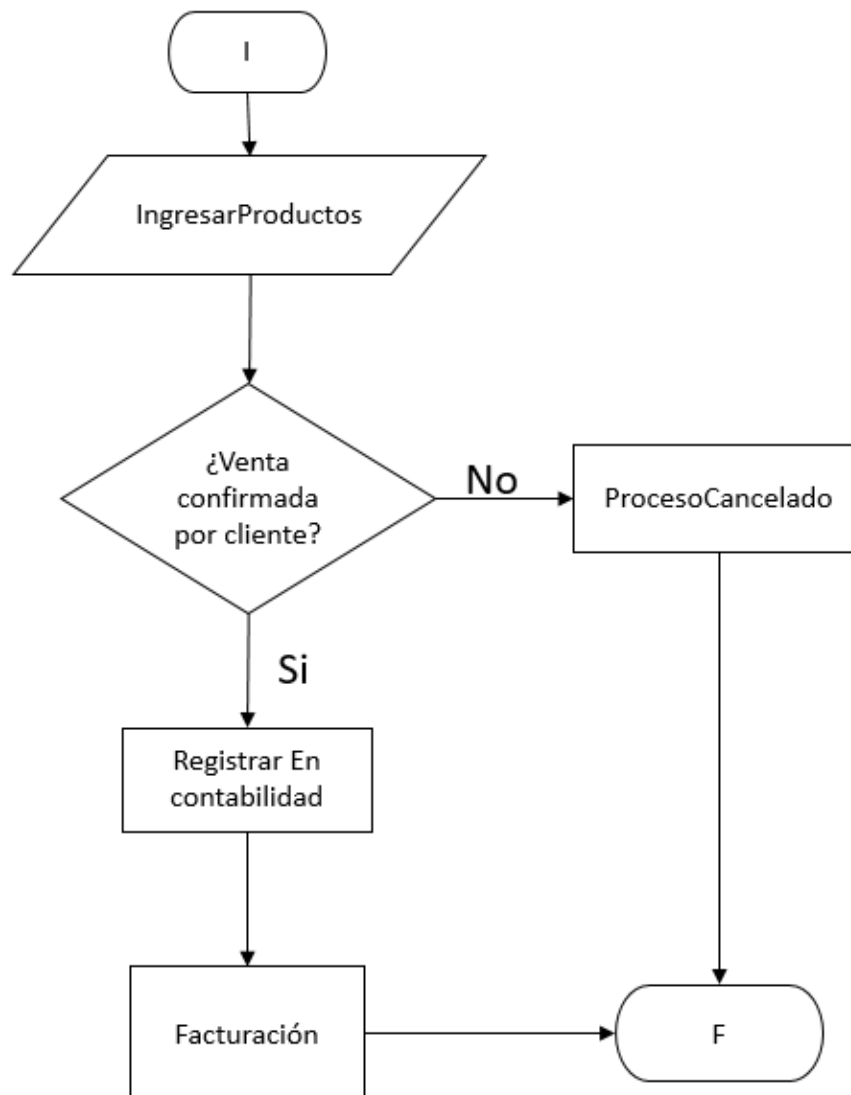 I
IngresarProductos
¿Venta
confirmada
por cliente?
No
ProcesoCancelado
Si
Registrar En
contabilidad
Facturación
F